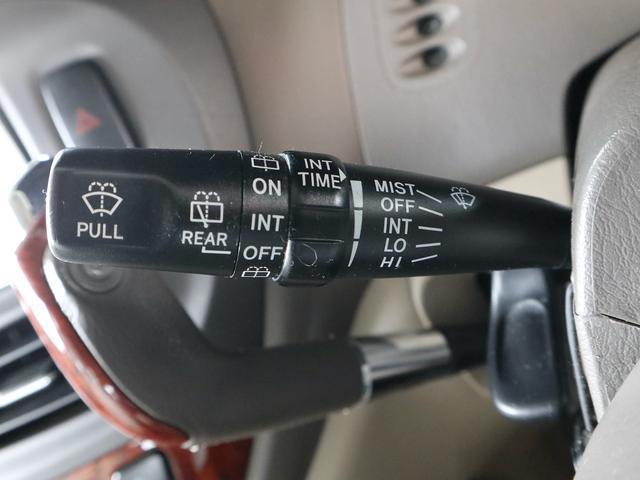 PULL
REAR
ON
INT
OFF
INT
TIME
MIST
OFF
INT
LO
HI